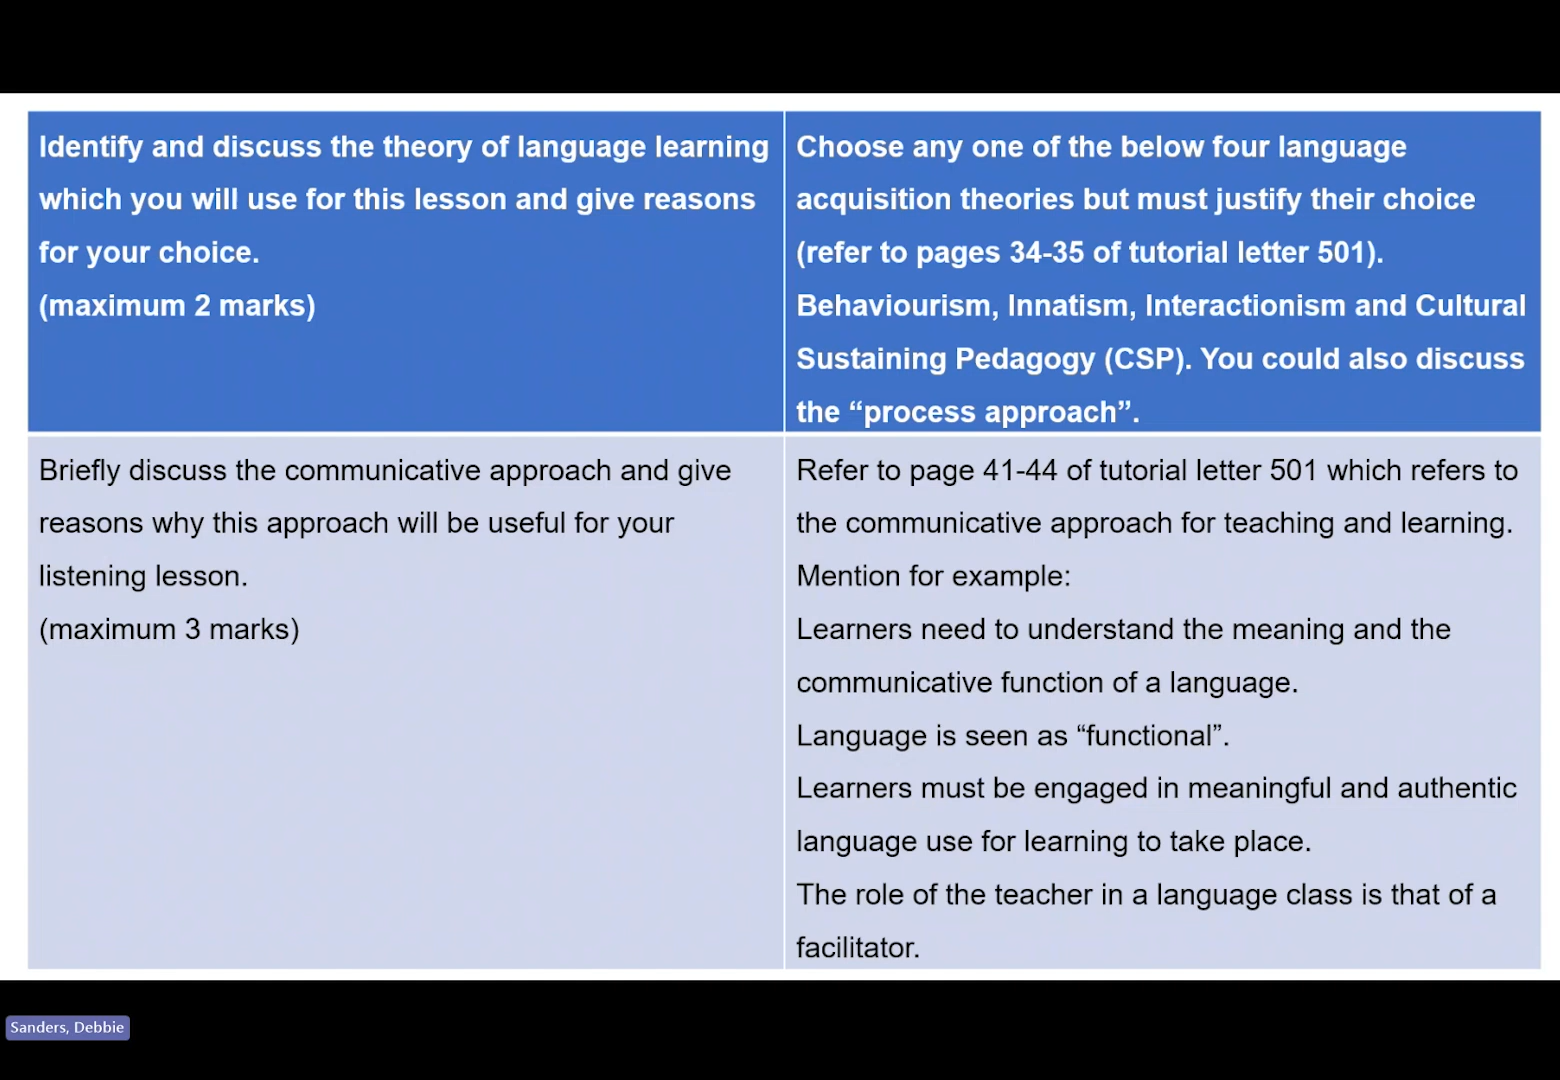 Identify and discuss the theory of language learning
which you will use for this lesson and give reasons
for your choice.
(maximum 2 marks)
Choose any one of the below four language
acquisition theories but must justify their choice
(refer to pages 34-35 of tutorial letter 501).
Behaviourism, Innatism, Interactionism and Cultural
Sustaining Pedagogy (CSP). You could also discuss
the “process approach”.
Briefly discuss the communicative approach and give
reasons why this approach will be useful for your
listening lesson.
(maximum 3 marks)
Refer to page 41-44 of tutorial letter 501 which refers to
the communicative approach for teaching and learning.
Mention for example:
Learners need to understand the meaning and the
communicative function of a language.
Language is seen as “functional”.
Learners must be engaged in meaningful and authentic
language use for learning to take place.
The role of the teacher in a language class is that of a
facilitator.
Sanders, Debbie